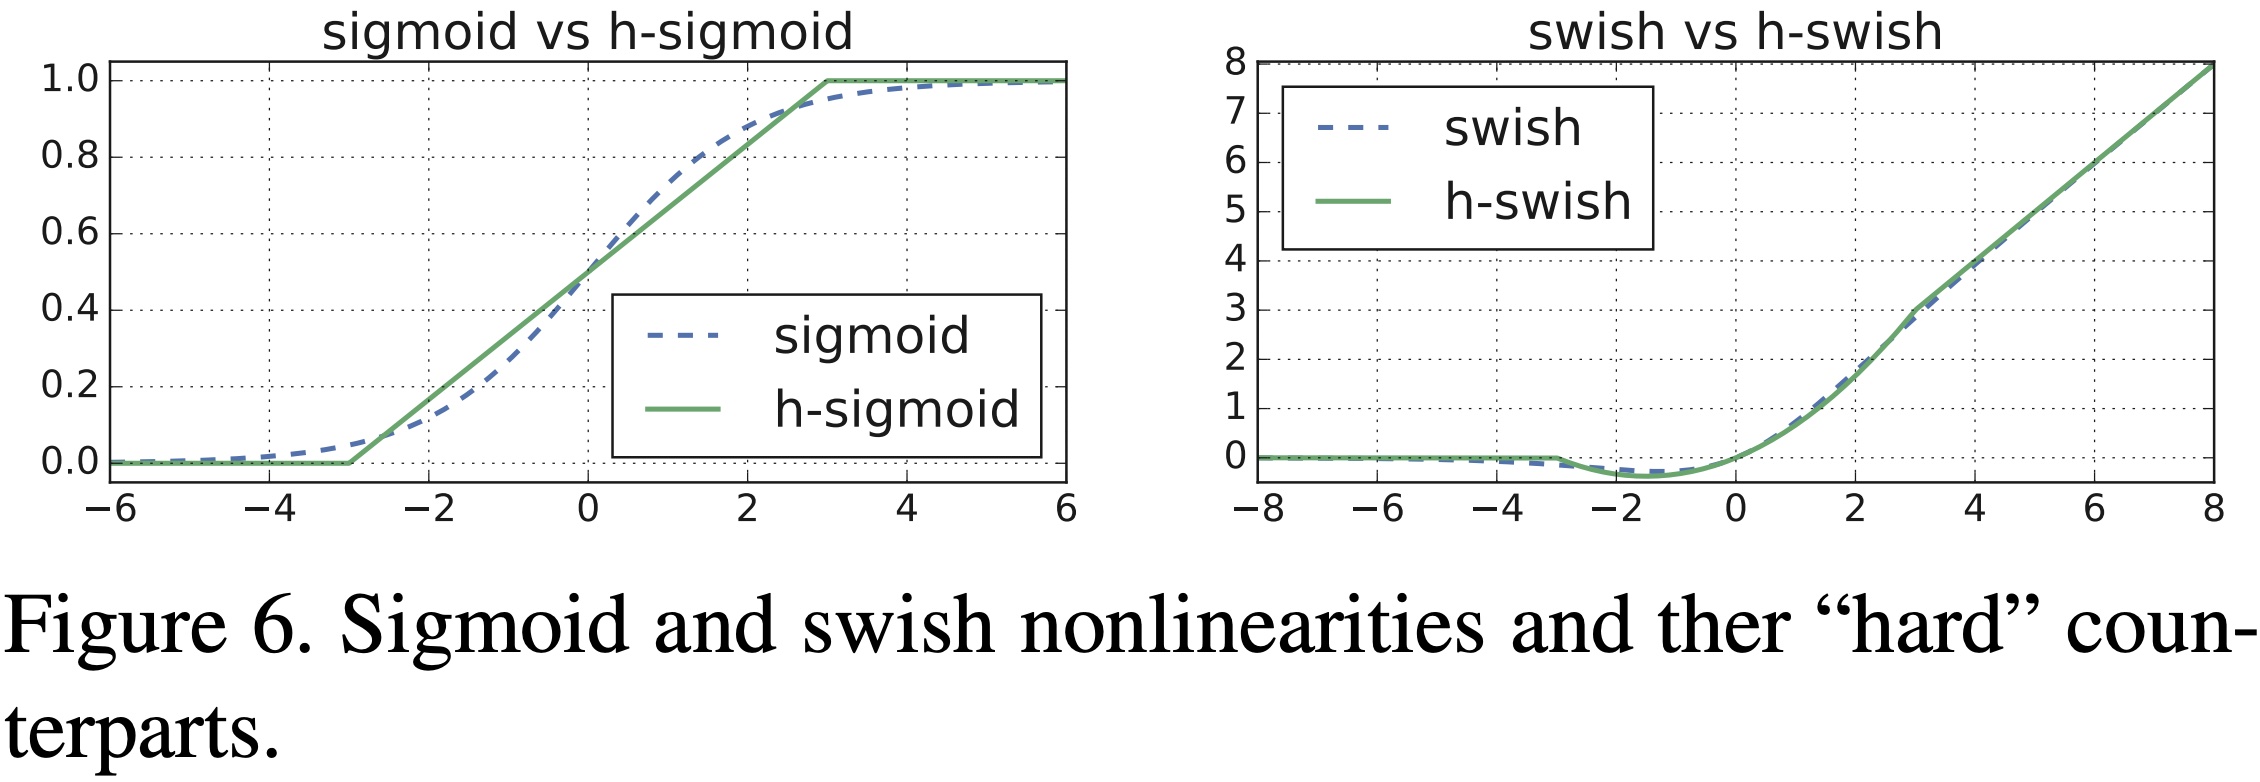 sigmoid vs h-sigmoid
1.0
0.8
0.6
0.4
0.2
0.0
−6 −4 −2 0 2 4 6
sigmoid
h-sigmoid
swish vs h-swish
8
7
6
5
4
3
2
1
0
−8 −6 −4 −2 0 2 4 6 8
swish
h-swish
Figure 6. Sigmoid and swish nonlinearities and ther “hard” coun-
terparts.